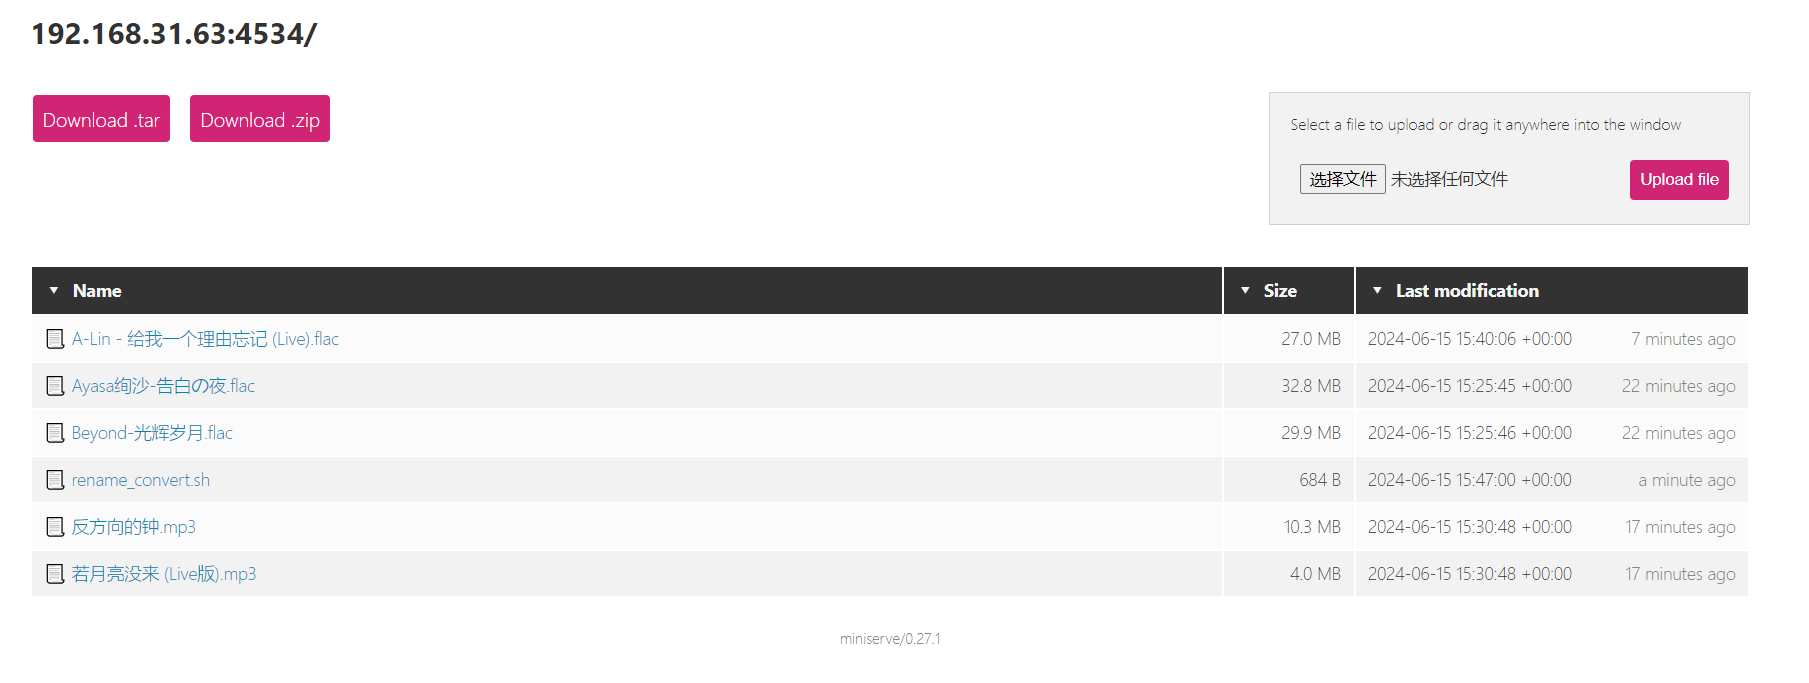 192.168.31.63:4534/
Download .tar Download .zip
Select a file to upload or drag it anywhere into the window
选择文件 未选择任何文件 Upload file
Name Size Last modification
A-Lin - 给我一个理由忘记 (Live).flac 27.0 MB 2024-06-15 15:40:06 +00:00 7 minutes ago
Ayasa绚沙-告白の夜.flac 32.8 MB 2024-06-15 15:25:45 +00:00 22 minutes ago
Beyond-光辉岁月.flac 29.9 MB 2024-06-15 15:25:46 +00:00 22 minutes ago
rename_convert.sh 684 B 2024-06-15 15:47:00 +00:00 a minute ago
反方向的钟.mp3 10.3 MB 2024-06-15 15:30:48 +00:00 17 minutes ago
若月亮没来 (Live版).mp3 4.0 MB 2024-06-15 15:30:48 +00:00 17 minutes ago
miniserve/0.27.1